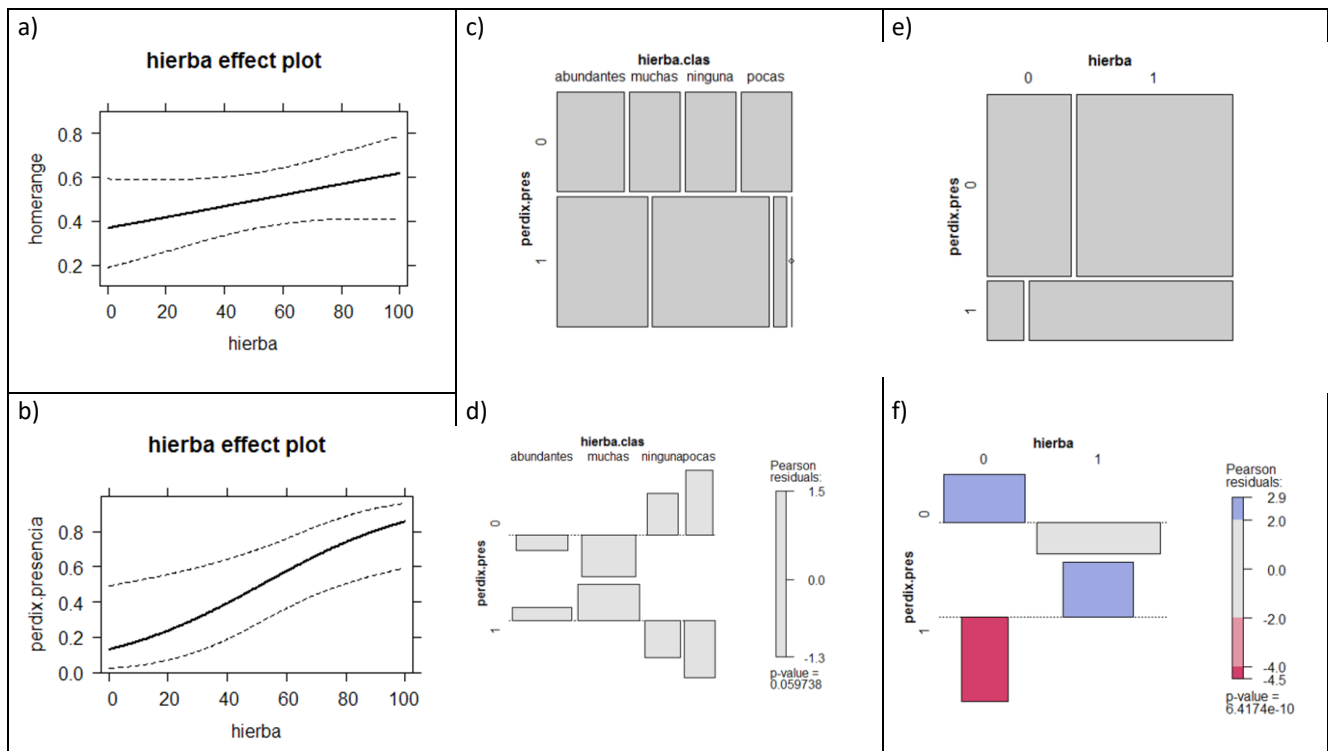 a)
hierba effect plot
homerange
0.8
0.6
0.4
0.2
0 20 40 60 80 100
hierba
b)
hierba effect plot
perdix.presencia
0.8
0.6
0.4
0.2
0.0
0 20 40 60 80 100
hierba
c)
hierba.clas
abundantes muchas ninguna pocas
perdix.pres
0
1
d)
hierba.clas
abundantes muchas ningunapocas
perdix.pres
0
1
Pearson
residuals:
1.5
0.0
-1.3
p-value =
0.059738
e)
hierba
0 1
perdix.pres
0
1
f)
hierba
0 1
perdix.pres
0
1
Pearson
residuals:
2.9
2.0
0.0
-2.0
-4.0
-4.5
p-value =
6.4174e-10